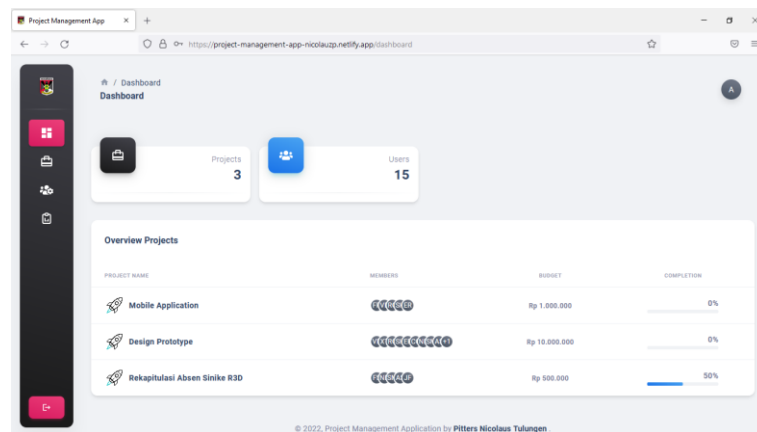 Project Management App
https://project-management-app-nicolauzp.netlify.app/dashboard
/ Dashboard
Dashboard
A
Projects
3
Users
15
Overview Projects
PROJECT NAME MEMBERS BUDGET COMPLETION
Mobile Application Rp 1.000.000 0%
Design Prototype +1 Rp 10.000.000 0%
Rekapitulasi Absen Sinike R3D Rp 500.000 50%
© 2022, Project Management Application by Pitters Nicolaus Tulungen .